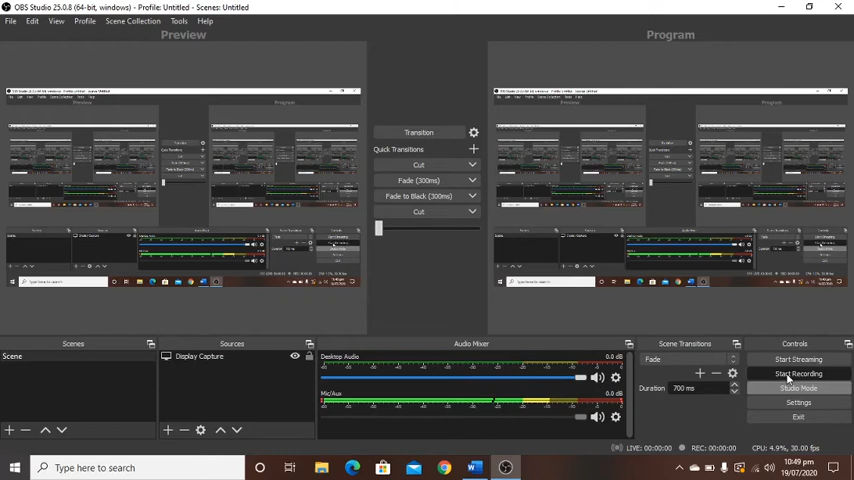 OBS Studio 25.0.8 (64-bit, windows) - Profile: Untitled - Scenes: Untitled
File Edit View Profile Scene Collection Tools Help
Preview
Program
Transition
Quick Transitions
Cut
Fade (300ms)
Fade to Black (300ms)
Cut
Scenes
Scene
Sources
Display Capture
Audio Mixer
Desktop Audio 0.0 dB
Mic/Aux 0.0 dB
Scene Transitions
Fade
Duration 700 ms
Controls
Start Streaming
Start Recording
Studio Mode
Settings
Exit
LIVE: 00:00:00 REC: 00:00:00 CPU: 4.9%, 30.00 fps
Type here to search
10:49 pm
19/07/2020